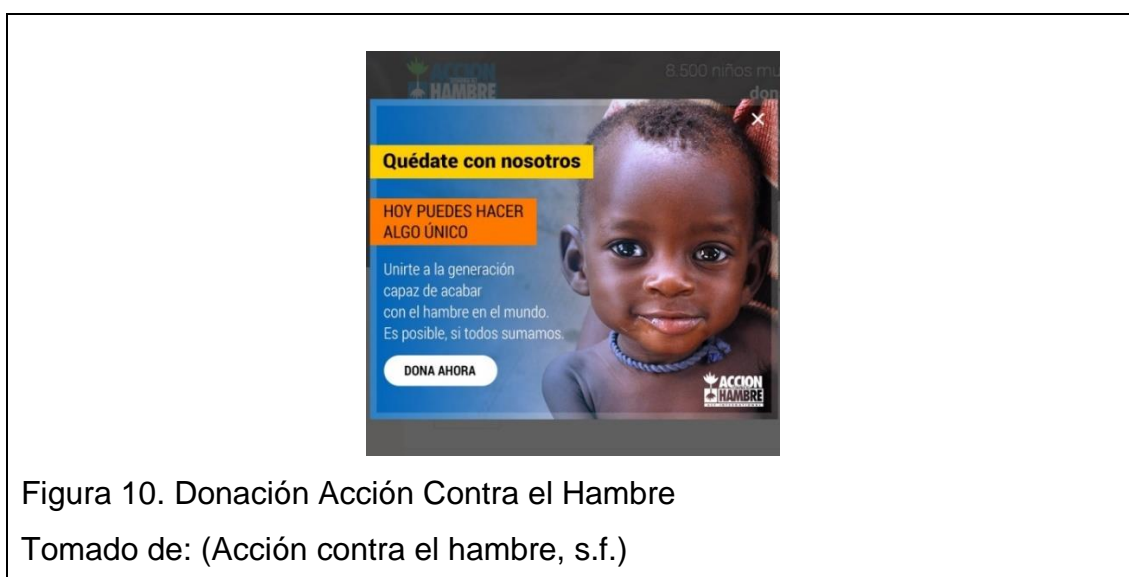 ACCION
HAMBRE
8.500 niños mu
don
Quédate con nosotros
HOY PUEDES HACER
ALGO ÚNICO
Unirte a la generación
capaz de acabar
con el hambre en el mundo.
Es posible, si todos sumamos.
DONA AHORA
ACCION
HAMBRE
Figura 10. Donación Acción Contra el Hambre
Tomado de: (Acción contra el hambre, s.f.)